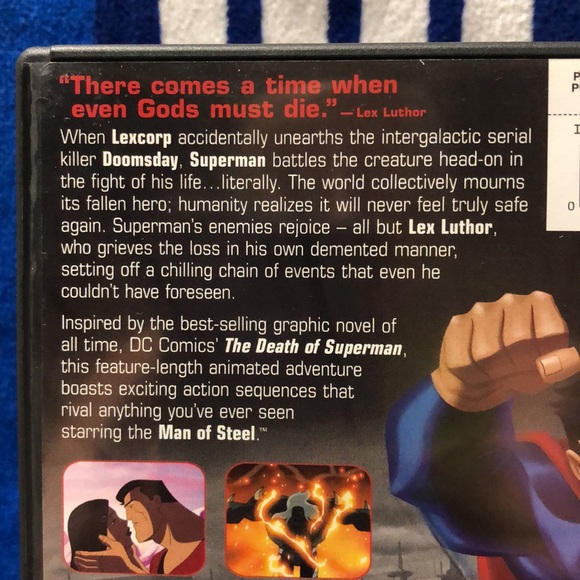 “There comes a time when
even Gods must die.” — Lex Luthor
When Lexcorp accidentally unearths the intergalactic serial
killer Doomsday, Superman battles the creature head-on in
the fight of his life...literally. The world collectively mourns
its fallen hero; humanity realizes it will never feel truly safe
again. Superman's enemies rejoice – all but Lex Luthor,
who grieves the loss in his own demented manner,
setting off a chilling chain of events that even he
couldn't have foreseen.
Inspired by the best-selling graphic novel of
all time, DC Comics' The Death of Superman,
this feature-length animated adventure
boasts exciting action sequences that
rival anything you've ever seen
starring the Man of Steel.™
0